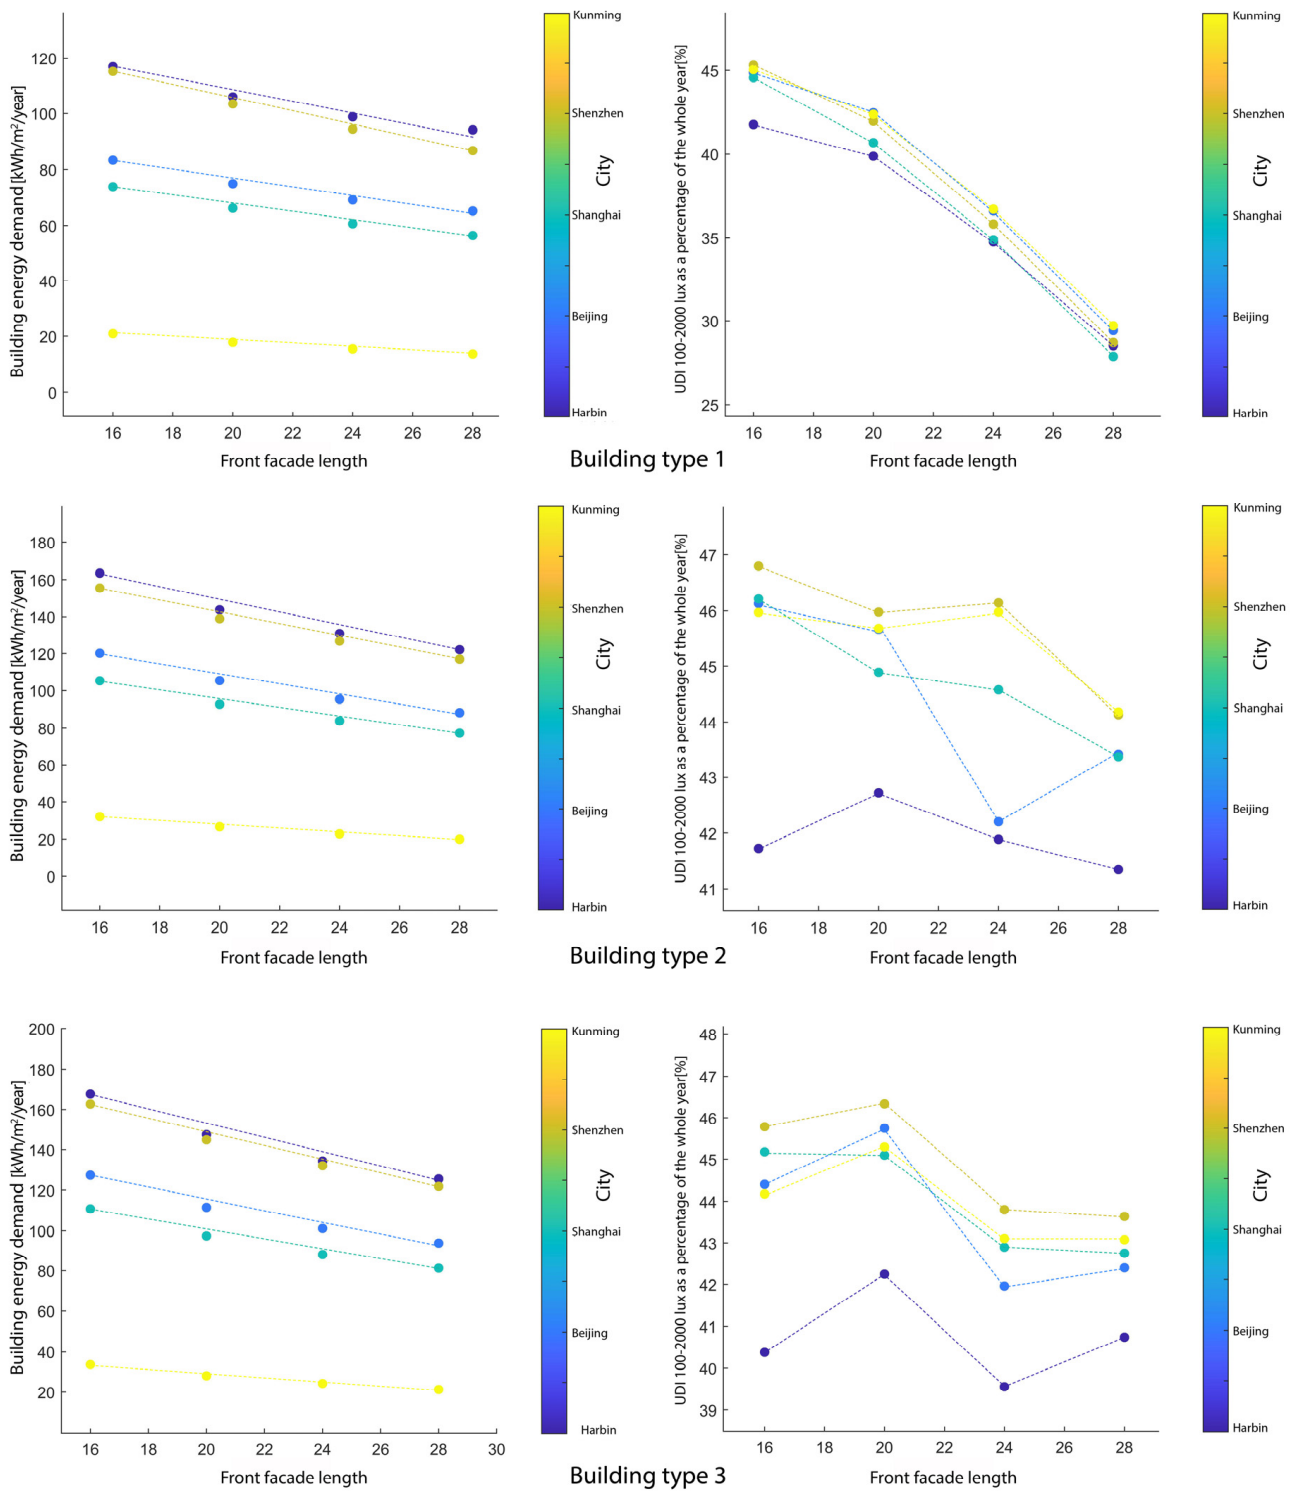 Building energy demand [kWh/m²/year]
120
100
80
60
40
20
0
16
18
20
22
24
26
28
Front facade length
Kunming
Shenzhen
Shanghai
Beijing
Harbin
City
UDI 100-2000 lux as a percentage of the whole year[%]
45
40
35
30
25
16
18
20
22
24
26
28
Front facade length
Kunming
Shenzhen
Shanghai
Beijing
Harbin
City
Building type 1
Building energy demand [kWh/m²/year]
180
160
140
120
100
80
60
40
20
0
16
18
20
22
24
26
28
Front facade length
Kunming
Shenzhen
Shanghai
Beijing
Harbin
City
UDI 100-2000 lux as a percentage of the whole year[%]
47
46
45
44
43
42
41
16
18
20
22
24
26
28
Front facade length
Kunming
Shenzhen
Shanghai
Beijing
Harbin
City
Building type 2
Building energy demand [kWh/m²/year]
200
180
160
140
120
100
80
60
40
20
16
18
20
22
24
26
28
30
Front facade length
Kunming
Shenzhen
Shanghai
Beijing
Harbin
City
UDI 100-2000 lux as a percentage of the whole year[%]
48
47
46
45
44
43
42
41
40
39
16
18
20
22
24
26
28
Front facade length
Kunming
Shenzhen
Shanghai
Beijing
Harbin
City
Building type 3